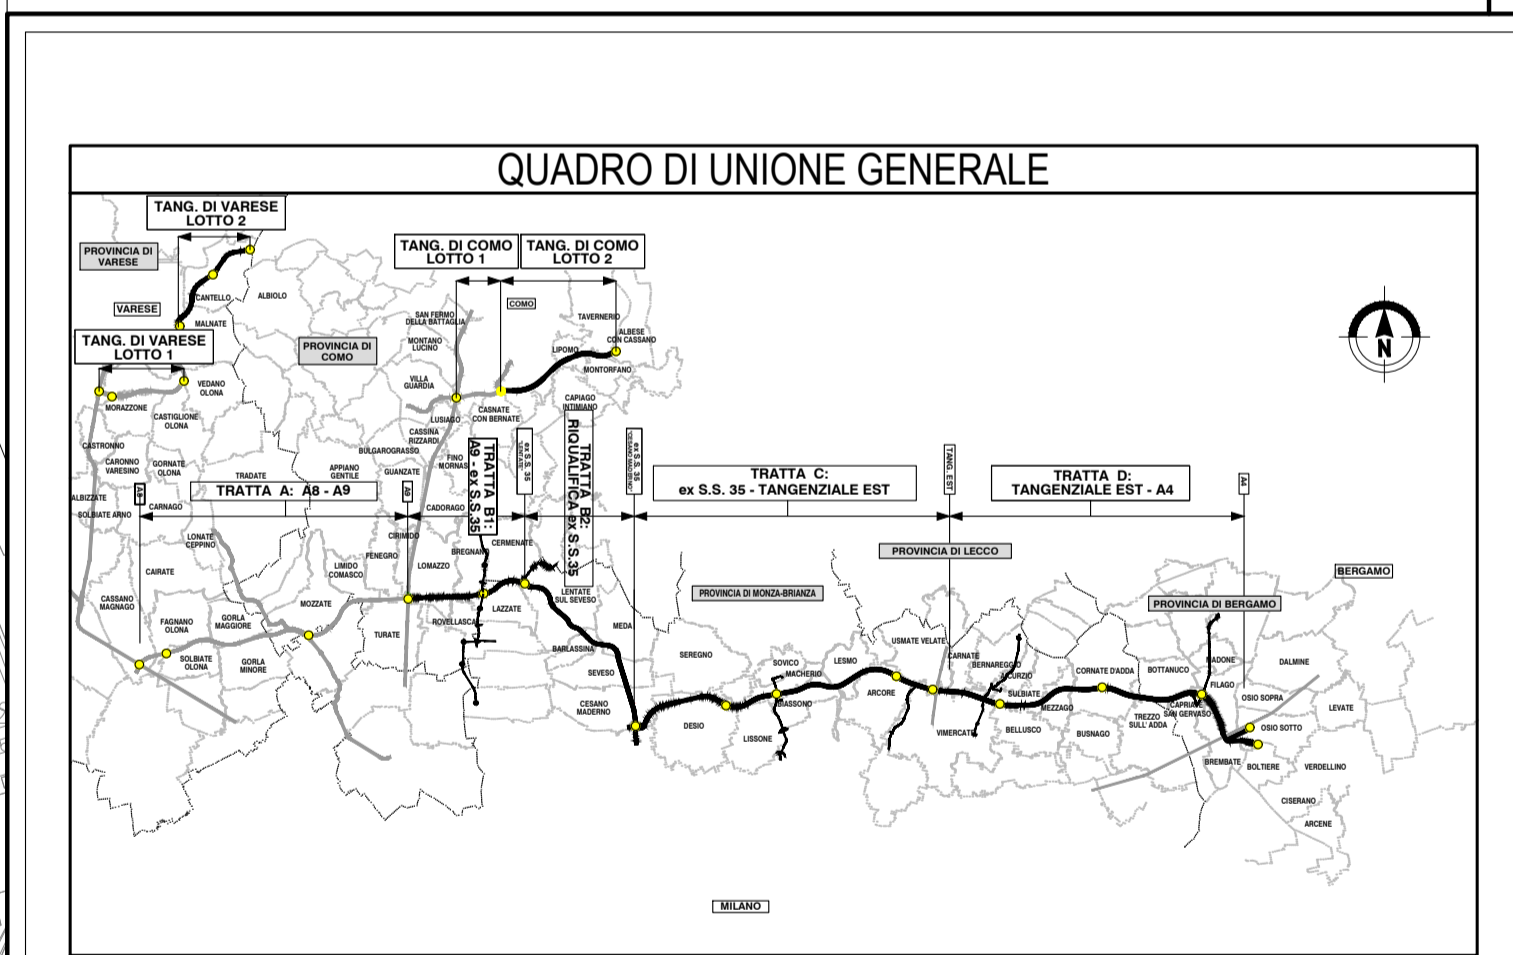 QUADRO DI UNIONE GENERALE
TANG. DI VARESE
LOTTO 2
PROVINCIA DI
VARESE
TANG. DI COMO
LOTTO 1
TANG. DI COMO
LOTTO 2
CANTELLO
ALBIOLO
VARESE
MALNATE
COMO
SAN FERMO
DELLA BATTAGLIA
TAVERNERIO
ALBESE
CON CASSANO
TANG. DI VARESE
LOTTO 1
PROVINCIA DI
COMO
MONTANO
LUCINO
LIPOMO
MONTORFANO
N
VEDANO
OLONA
VILLA
GUARDIA
MORAZZONE
CASTIGLIONE
OLONA
LUSIAGO
CASNATE
CON BERNATE
CAPIAGO
INTIMIANO
CASSINA
RIZZARDI
CASTRONNO
BULGAROGRASSO
CARONNO
VARESINO
GORNATE
OLONA
TRADATE
APPIANO
GENTILE
GUANZATE
FINO
MORNAS
TRATTA B1:
A9 - ex S.S.35
ex S.S. 35
"LENTATE"
TRATTA B2:
RIQUALIFICA ex S.S.35
ex S.S. 35
"CESANO MADERNO"
TRATTA C:
ex S.S. 35 - TANGENZIALE EST
TANG. EST
TRATTA D:
TANGENZIALE EST - A4
A4
ALBIZZATE
A8
TRATTA A: A8 - A9
A9
SOLBIATE ARNO
CARNAGO
CADORAGO
LONATE
CEPPINO
CIRIMIDO
FENEGRO
BREGNANO
CERMENATE
PROVINCIA DI LECCO
CAIRATE
LIMIDO
COMASCO
LOMAZZO
BERGAMO
CASSANO
MAGNAGO
MOZZATE
LAZZATE
LENTATE
SUL SEVESO
PROVINCIA DI MONZA-BRIANZA
PROVINCIA DI BERGAMO
FAGNANO
OLONA
GORLA
MAGGIORE
TURATE
ROVELLASCA
MEDA
SOLBIATE
OLONA
GORLA
MINORE
BARLASSINA
SEREGNO
SOVICO
MACHERIO
LESMO
USMATE VELATE
CARNATE
BERNAREGGIO
AICURZIO
CORNATE D'ADDA
BOTTANUCO
MADONE
DALMINE
SEVESO
CESANO
MADERNO
BIASSONO
ARCORE
SULBIATE
MEZZAGO
FILAGO
CAPRIATE
SAN GERVASO
OSIO SOPRA
LEVATE
DESIO
LISSONE
VIMERCATE
BELLUSCO
BUSNAGO
TREZZO
SULL' ADDA
OSIO SOTTO
BREMBATE
BOLTIERE
VERDELLINO
CISERANO
ARCENE
MILANO